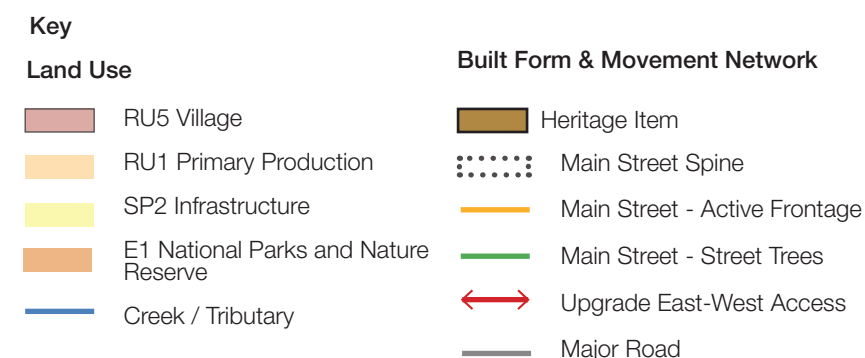 Key
Land Use
RU5 Village
RU1 Primary Production
SP2 Infrastructure
E1 National Parks and Nature
Reserve
Creek / Tributary
Built Form & Movement Network
Heritage Item
Main Street Spine
Main Street - Active Frontage
Main Street - Street Trees
Upgrade East-West Access
Major Road